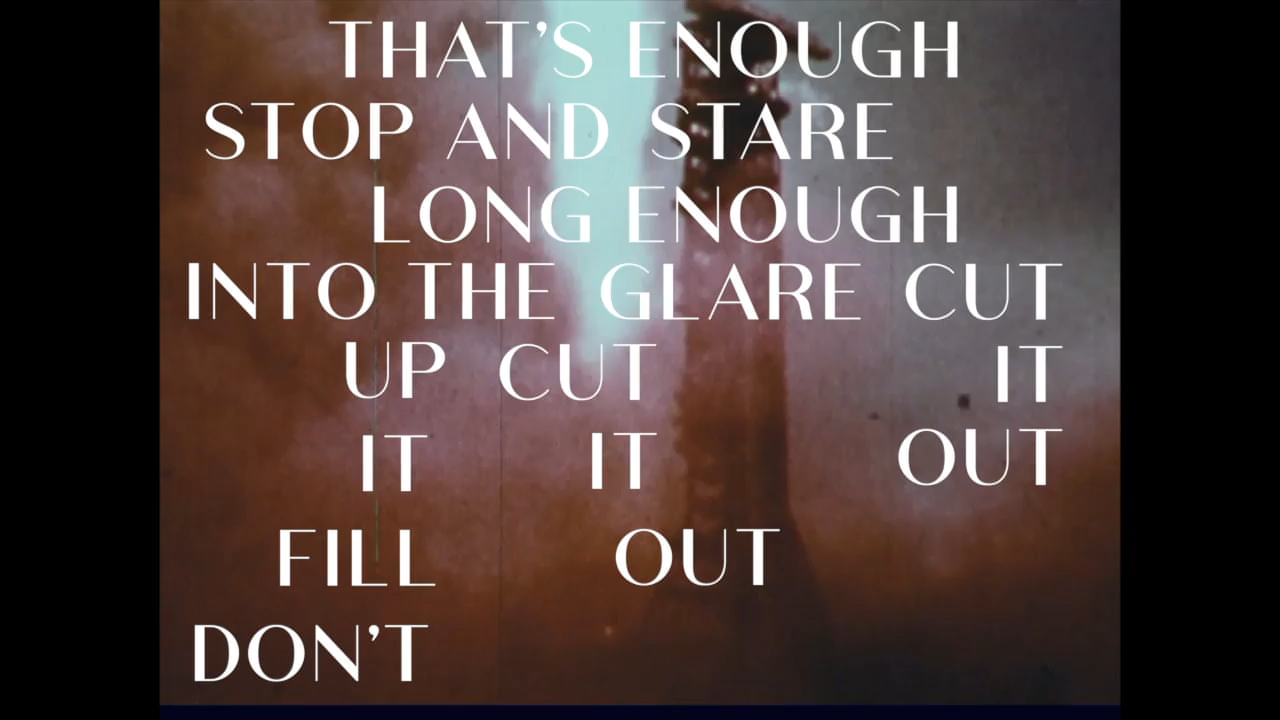 THAT'S ENOUGH
STOP AND STARE
LONG ENOUGH
INTO THE GLARE CUT
UP CUT IT
IT IT OUT
FILL OUT
DON'T